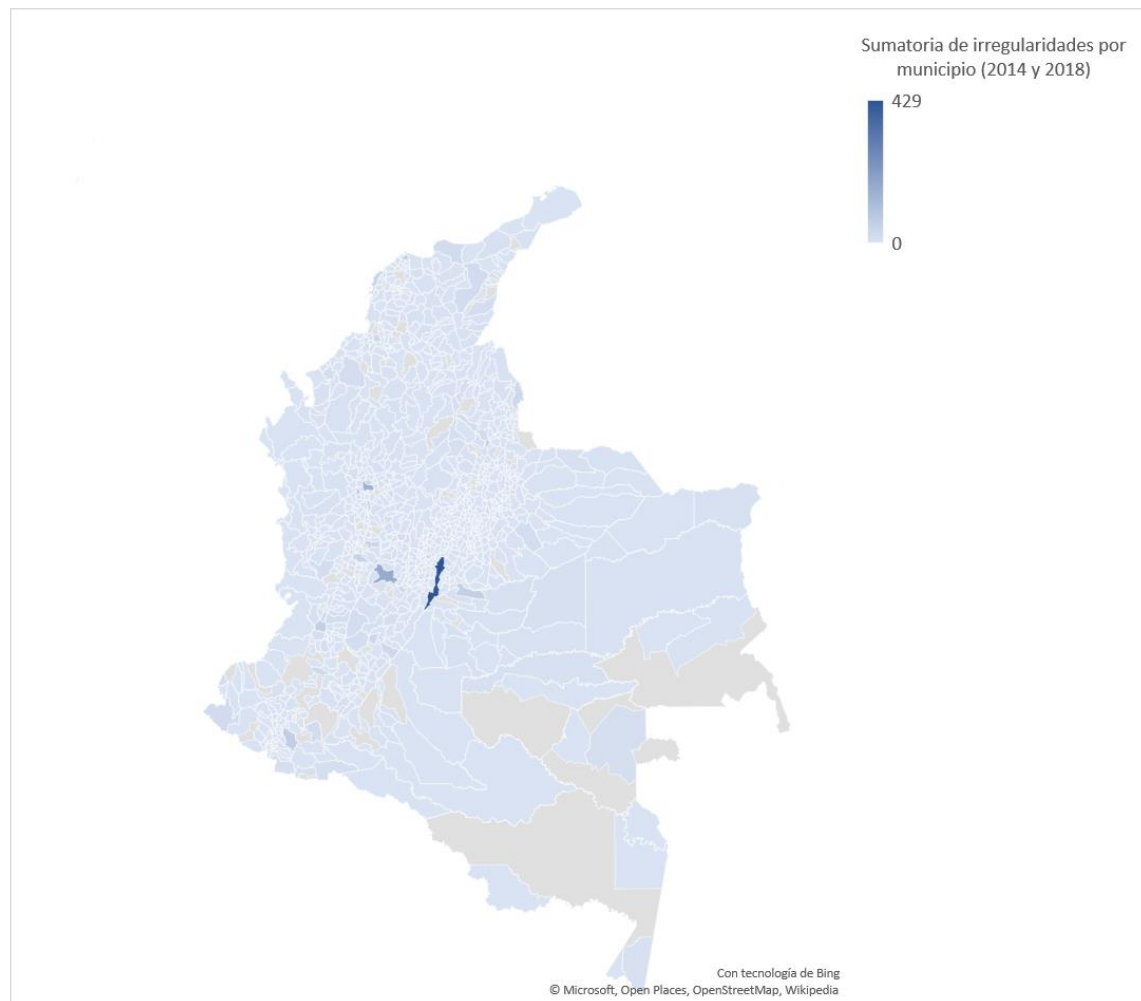 Sumatoria de irregularidades por
municipio (2014 y 2018)
429
0
Con tecnología de Bing
© Microsoft, Open Places, OpenStreetMap, Wikipedia